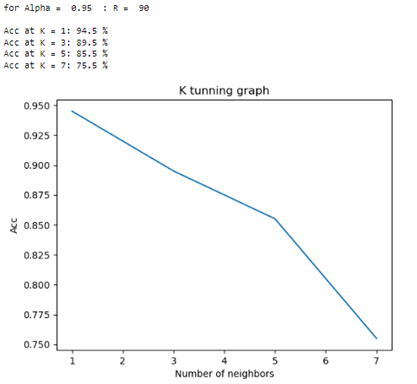 for Alpha =  0.95  : R =  90
Acc at K = 1: 94.5 %
Acc at K = 3: 89.5 %
Acc at K = 5: 85.5 %
Acc at K = 7: 75.5 %
K tunning graph
0.950
0.925
0.900
0.875
0.850
0.825
0.800
0.775
0.750
Acc
1 2 3 4 5 6 7
Number of neighbors